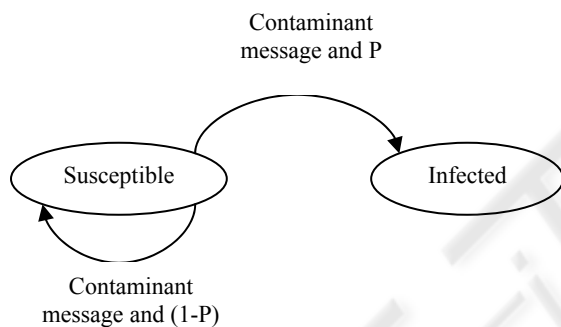 Contaminant
message and P
Susceptible
Infected
Contaminant
message and (1-P)